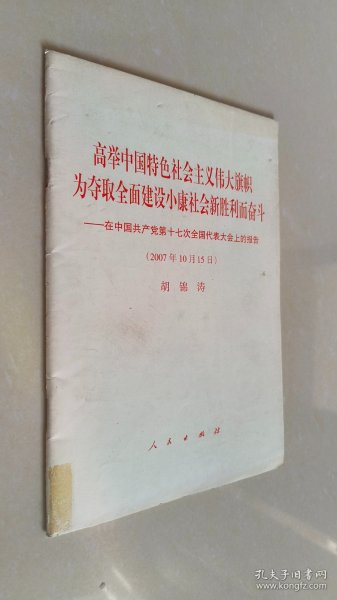 高举中国特色社会主义伟大旗帜
为夺取全面建设小康社会新胜利而奋斗
——在中国共产党第十七次全国代表大会上的报告
(2007年10月15日)
胡锦涛
人民出版社
孔夫子旧书网
www.kongfz.com